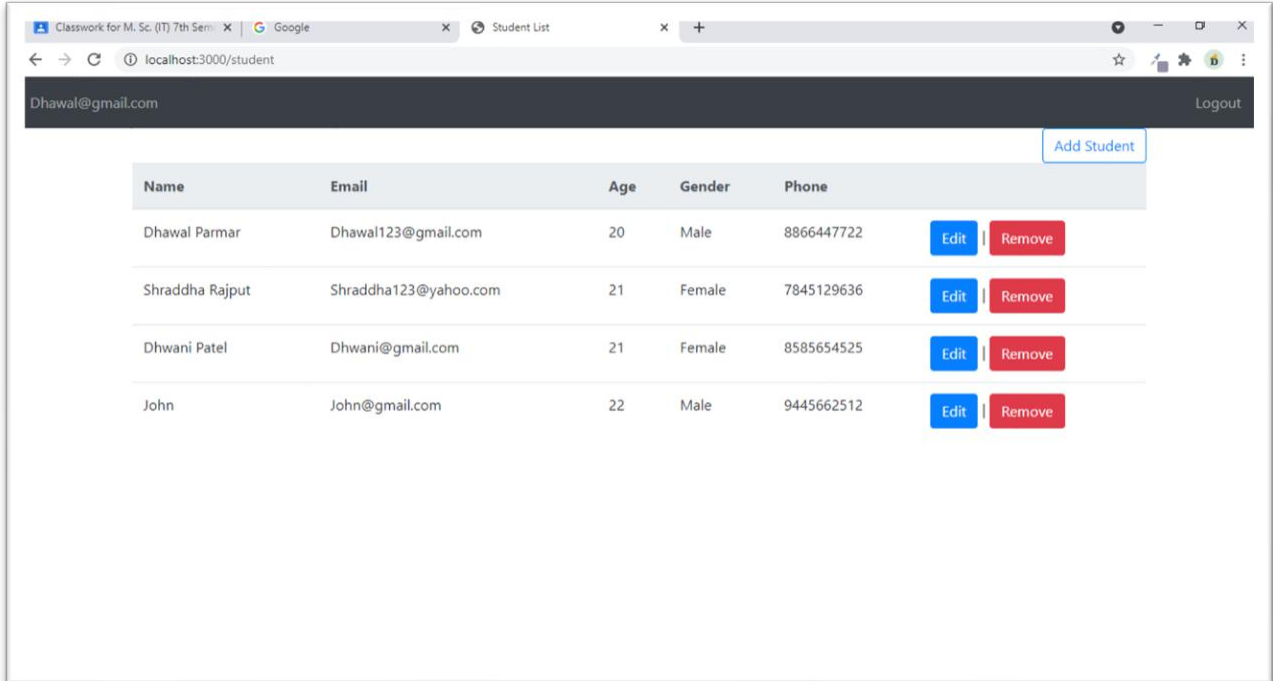 Classwork for M. Sc. (IT) 7th Sem Google Student List
localhost:3000/student
Dhawal@gmail.com Logout
Add Student
Name Email Age Gender Phone
Dhawal Parmar Dhawal123@gmail.com 20 Male 8866447722 Edit | Remove
Shraddha Rajput Shraddha123@yahoo.com 21 Female 7845129636 Edit | Remove
Dhwani Patel Dhwani@gmail.com 21 Female 8585654525 Edit | Remove
John John@gmail.com 22 Male 9445662512 Edit | Remove